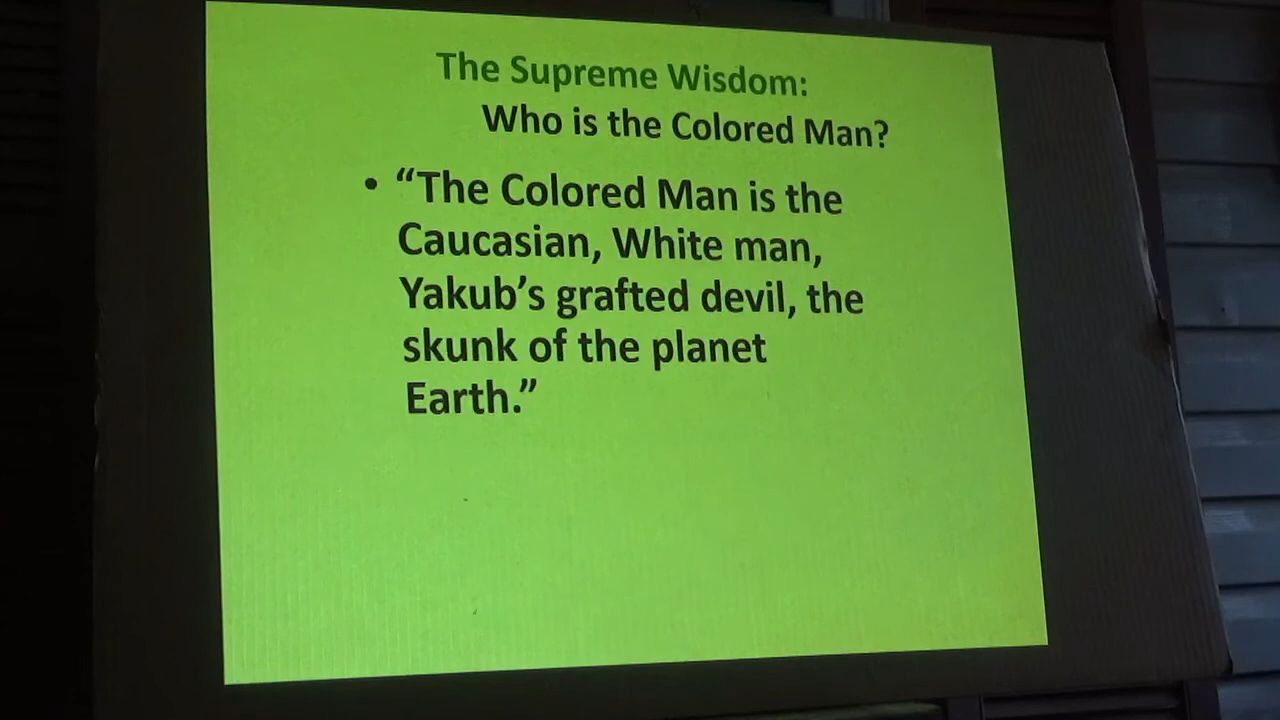 The Supreme Wisdom:
Who is the Colored Man?
• “The Colored Man is the
Caucasian, White man,
Yakub’s grafted devil, the
skunk of the planet
Earth.”